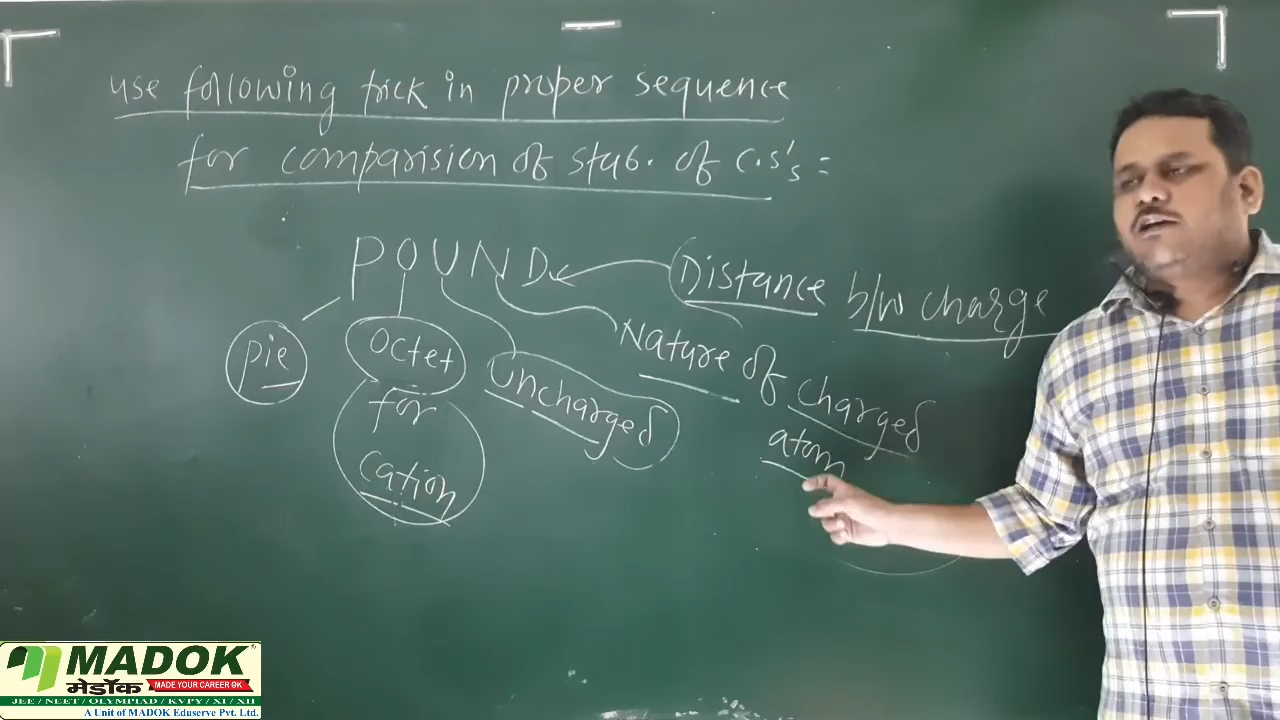 use following trick in proper sequence
for comparision of stab. of c.s's =
POUND
Distance b/w charge
pie
octet
for
cation
Uncharged
Nature of charged
atom
MADOK
मेडॉक MADE YOUR CAREER OK
JEE / NEET / OLYMPIAD / KVPY / XI / XII
A Unit of MADOK Eduserve Pvt. Ltd.